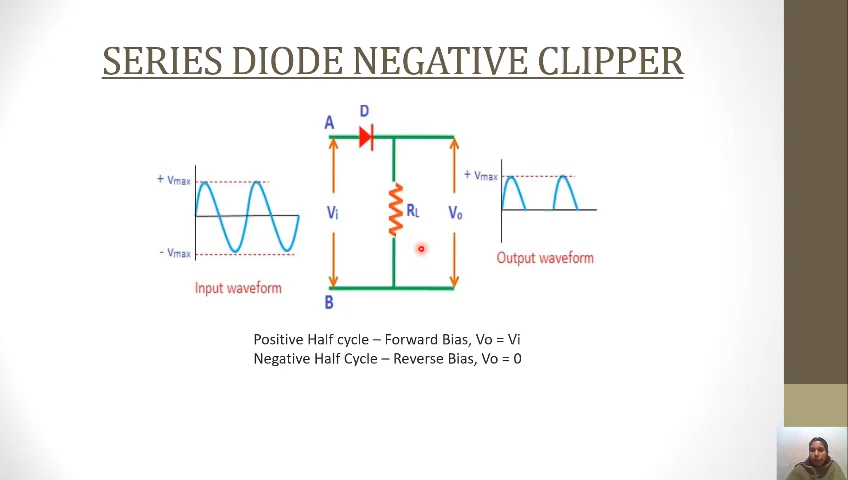 SERIES DIODE NEGATIVE CLIPPER
D
A
+ Vmax
- Vmax
Input waveform
Vi
RL
Vo
B
+ Vmax
Output waveform
Positive Half cycle – Forward Bias, Vo = Vi
Negative Half Cycle – Reverse Bias, Vo = 0